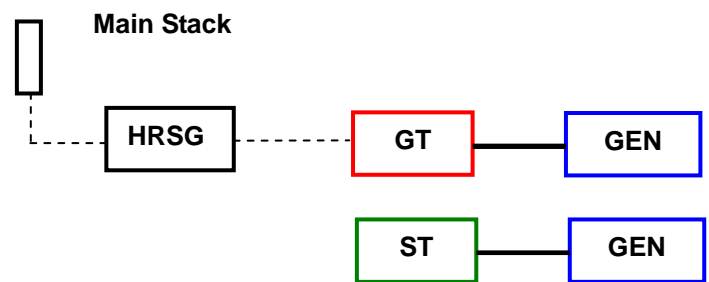 Main Stack
HRSG
GT
GEN
ST
GEN